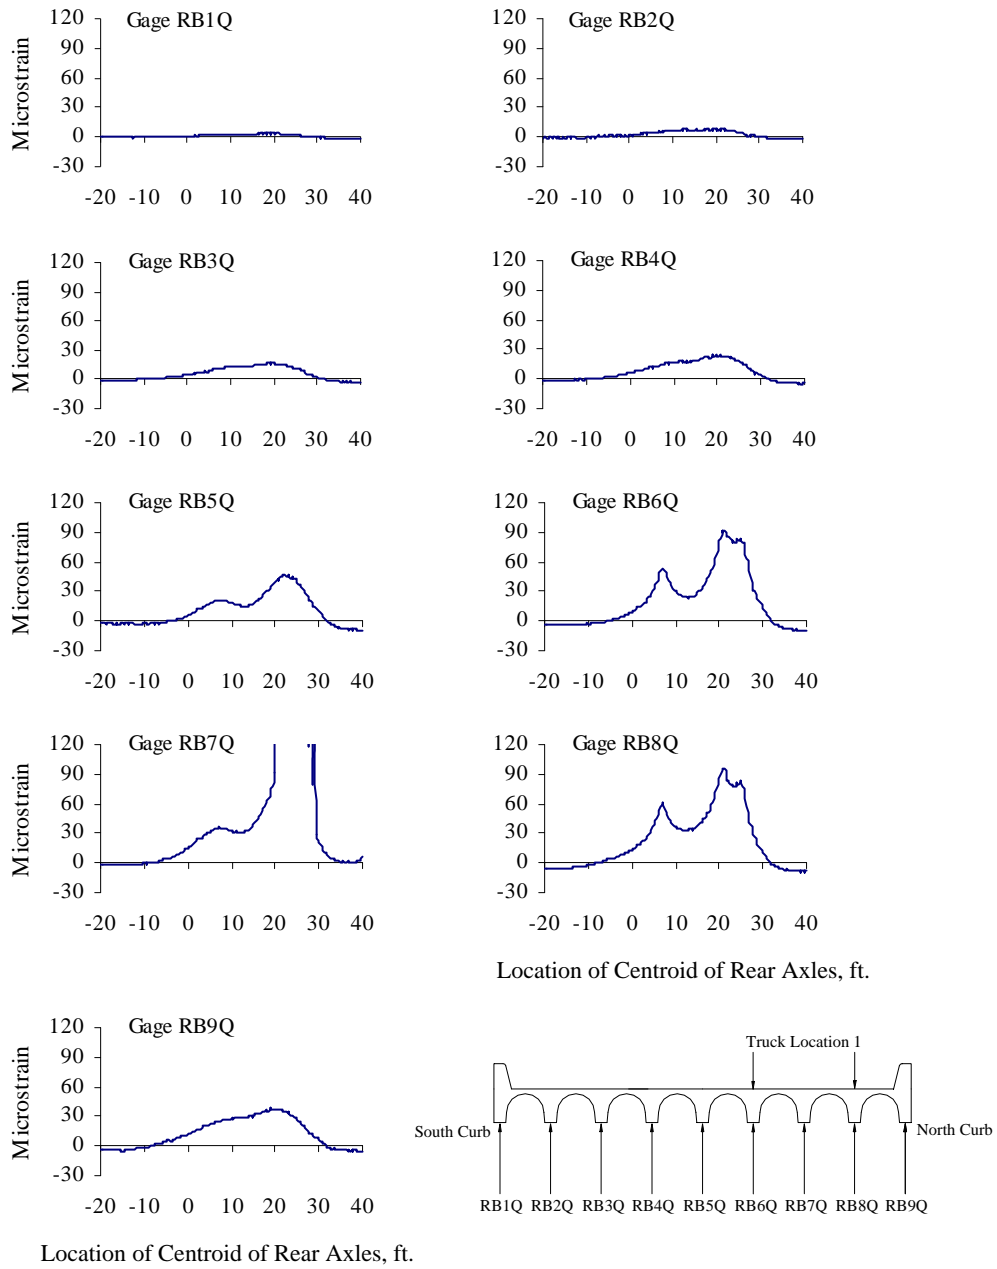 Gage RB1Q
Microstrain
120
90
60
30
0
-30
-20 -10 0 10 20 30 40
Gage RB2Q
120
90
60
30
0
-30
-20 -10 0 10 20 30 40
Gage RB3Q
Microstrain
120
90
60
30
0
-30
-20 -10 0 10 20 30 40
Gage RB4Q
120
90
60
30
0
-30
-20 -10 0 10 20 30 40
Gage RB5Q
Microstrain
120
90
60
30
0
-30
-20 -10 0 10 20 30 40
Gage RB6Q
120
90
60
30
0
-30
-20 -10 0 10 20 30 40
Gage RB7Q
Microstrain
120
90
60
30
0
-30
-20 -10 0 10 20 30 40
Gage RB8Q
120
90
60
30
0
-30
-20 -10 0 10 20 30 40
Location of Centroid of Rear Axles, ft.
Gage RB9Q
Microstrain
120
90
60
30
0
-30
-20 -10 0 10 20 30 40
Location of Centroid of Rear Axles, ft.
Truck Location 1
South Curb
North Curb
RB1Q RB2Q RB3Q RB4Q RB5Q RB6Q RB7Q RB8Q RB9Q